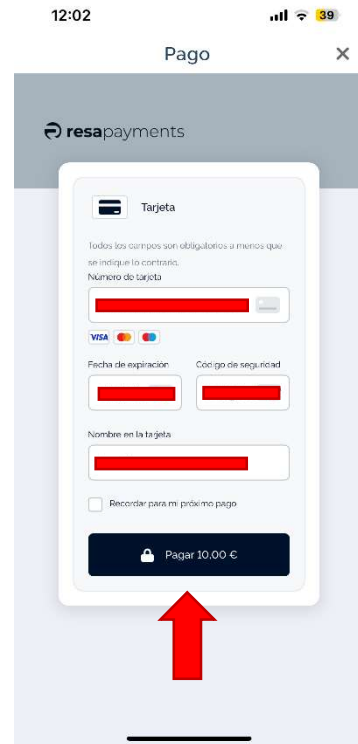 12:02
39
Pago
resapayments
Tarjeta
Todos los campos son obligatorios a menos que
se indique lo contrario.
Número de tarjeta
VISA
Fecha de expiración
Código de seguridad
Nombre en la tarjeta
Recordar para mi próximo pago
Pagar 10,00 €